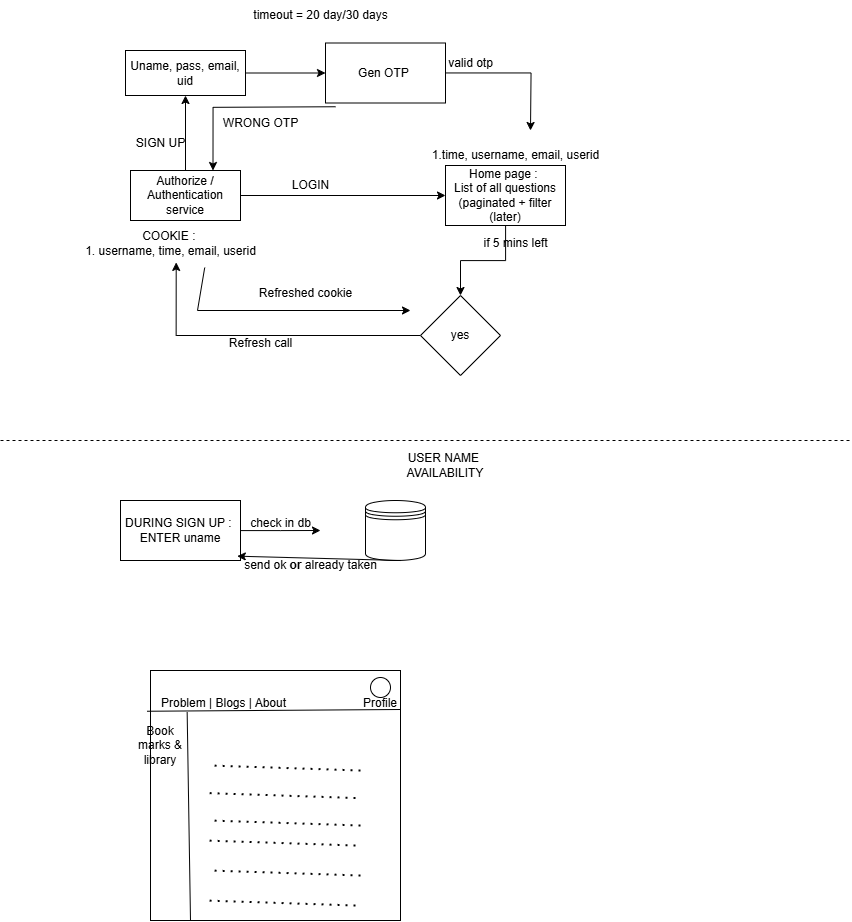 timeout = 20 day/30 days
Uname, pass, email,
uid
Gen OTP
valid otp
WRONG OTP
SIGN UP
1.time, username, email, userid
Authorize /
Authentication
service
LOGIN
Home page :
List of all questions
(paginated + filter
(later)
COOKIE :
1. username, time, email, userid
if 5 mins left
Refreshed cookie
yes
Refresh call
USER NAME
AVAILABILITY
DURING SIGN UP :
ENTER uname
check in db
send ok or already taken
Problem | Blogs | About
Profile
Book
marks &
library